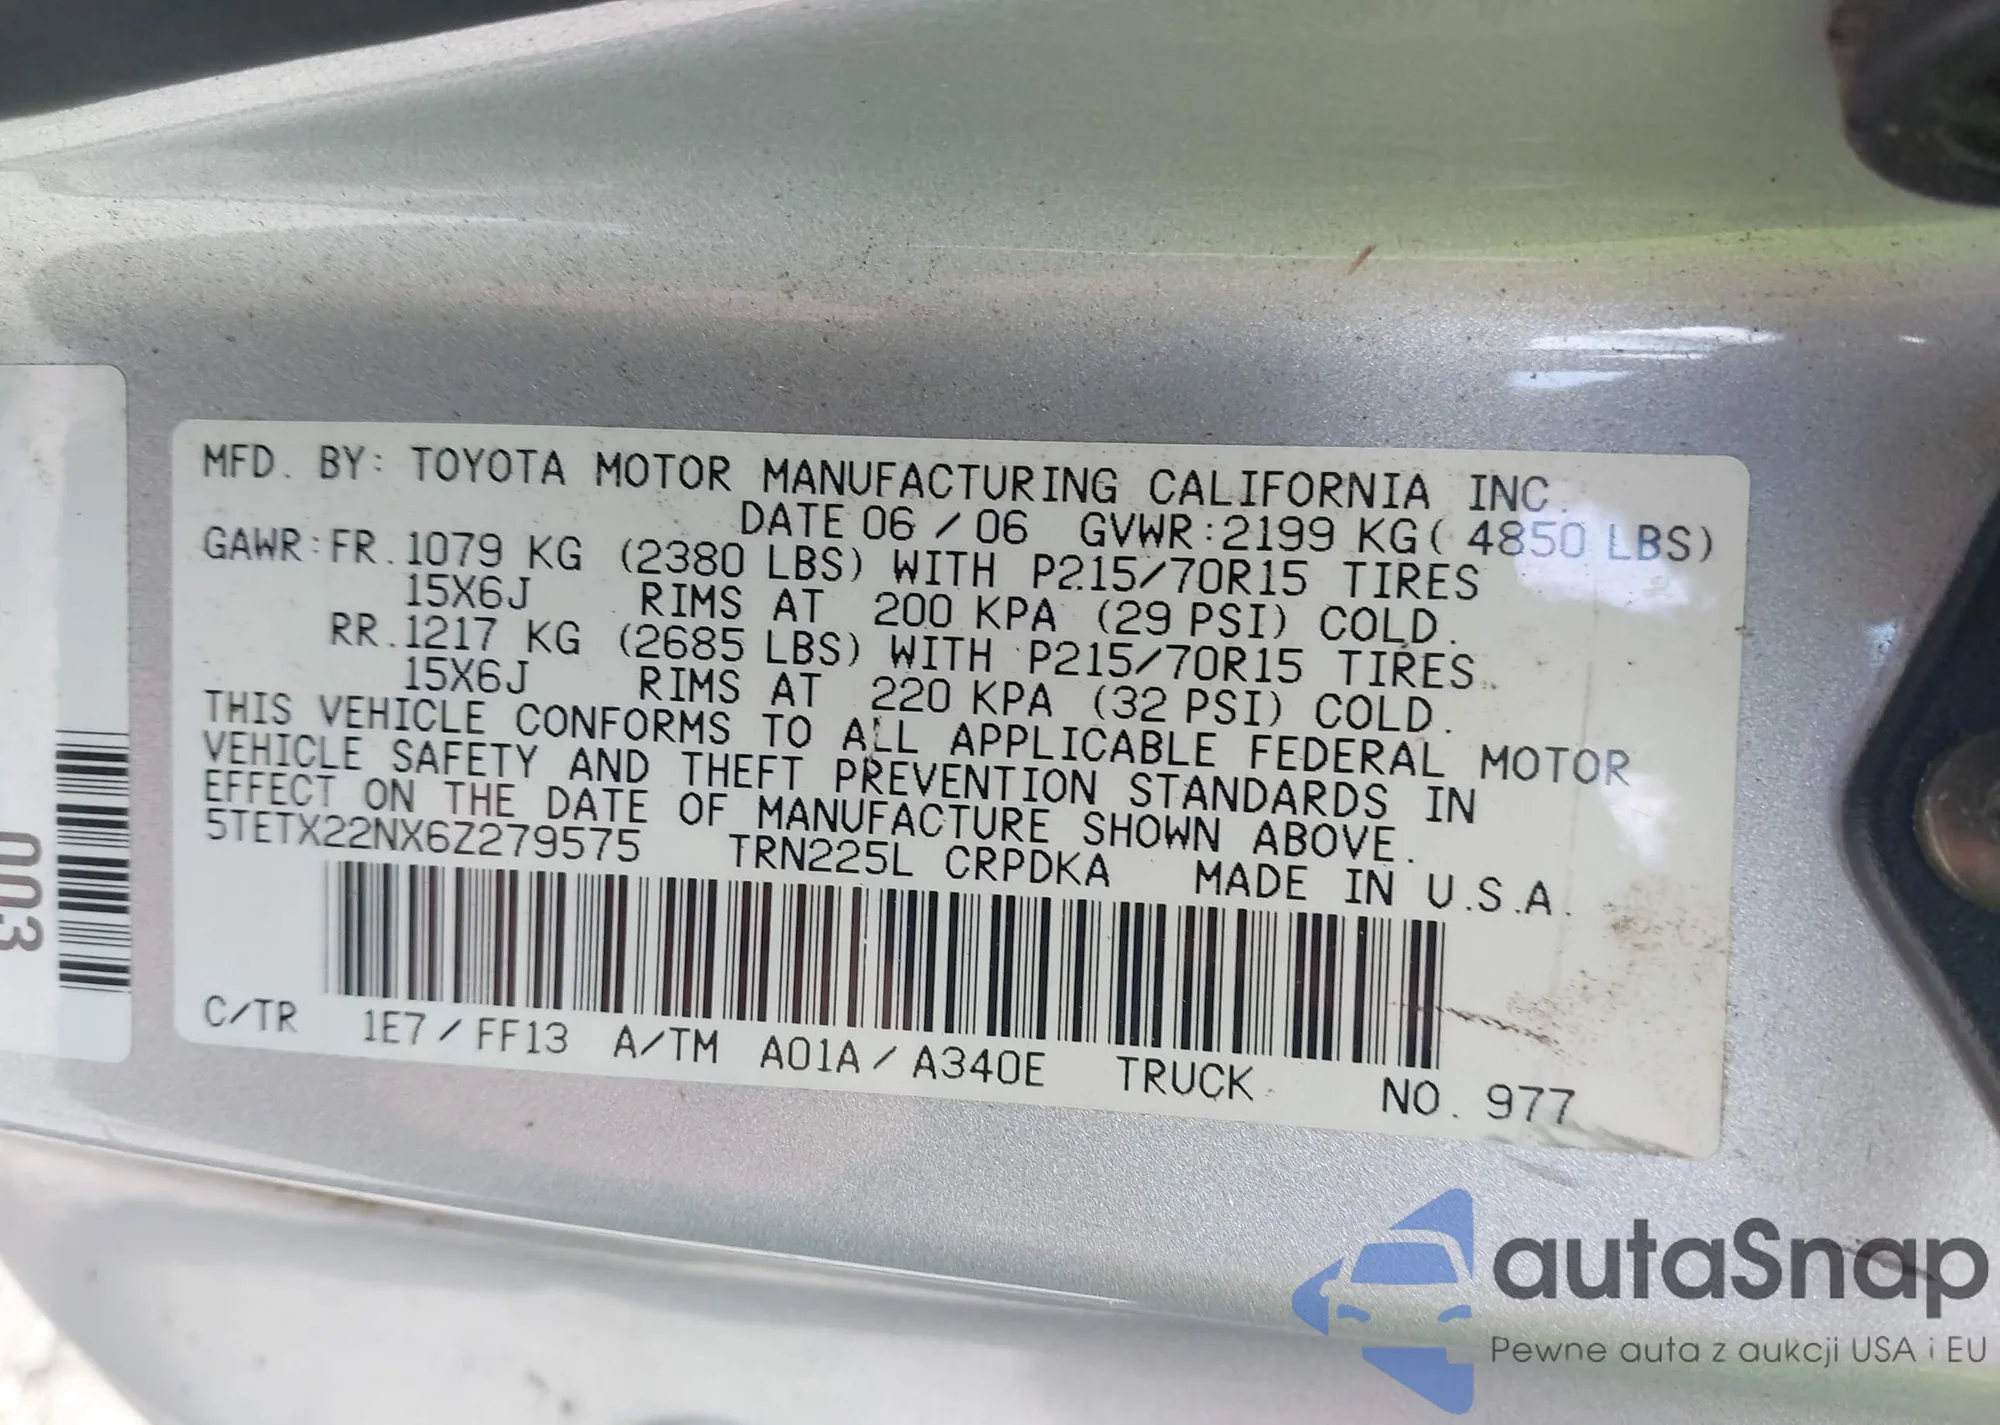 MFD. BY: TOYOTA MOTOR MANUFACTURING CALIFORNIA INC.
DATE 06 / 06 GVWR:2199 KG( 4850 LBS)
GAWR:FR.1079 KG (2380 LBS) WITH P215/70R15 TIRES
15X6J RIMS AT 200 KPA (29 PSI) COLD.
RR.1217 KG (2685 LBS) WITH P215/70R15 TIRES
15X6J RIMS AT 220 KPA (32 PSI) COLD.
THIS VEHICLE CONFORMS TO ALL APPLICABLE FEDERAL MOTOR
VEHICLE SAFETY AND THEFT PREVENTION STANDARDS IN
EFFECT ON THE DATE OF MANUFACTURE SHOWN ABOVE.
5TETX22NX6Z279575 TRN225L CRPDKA MADE IN U.S.A.
C/TR 1E7/FF13 A/TM A01A/A340E TRUCK NO. 977
003
autaSnap
Pewne auta z aukcji USA i EU